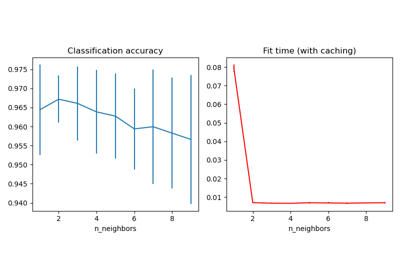 Classification accuracy
0.975
0.970
0.965
0.960
0.955
0.950
0.945
0.940
2 4 6 8
n_neighbors
Fit time (with caching)
0.08
0.07
0.06
0.05
0.04
0.03
0.02
0.01
2 4 6 8
n_neighbors